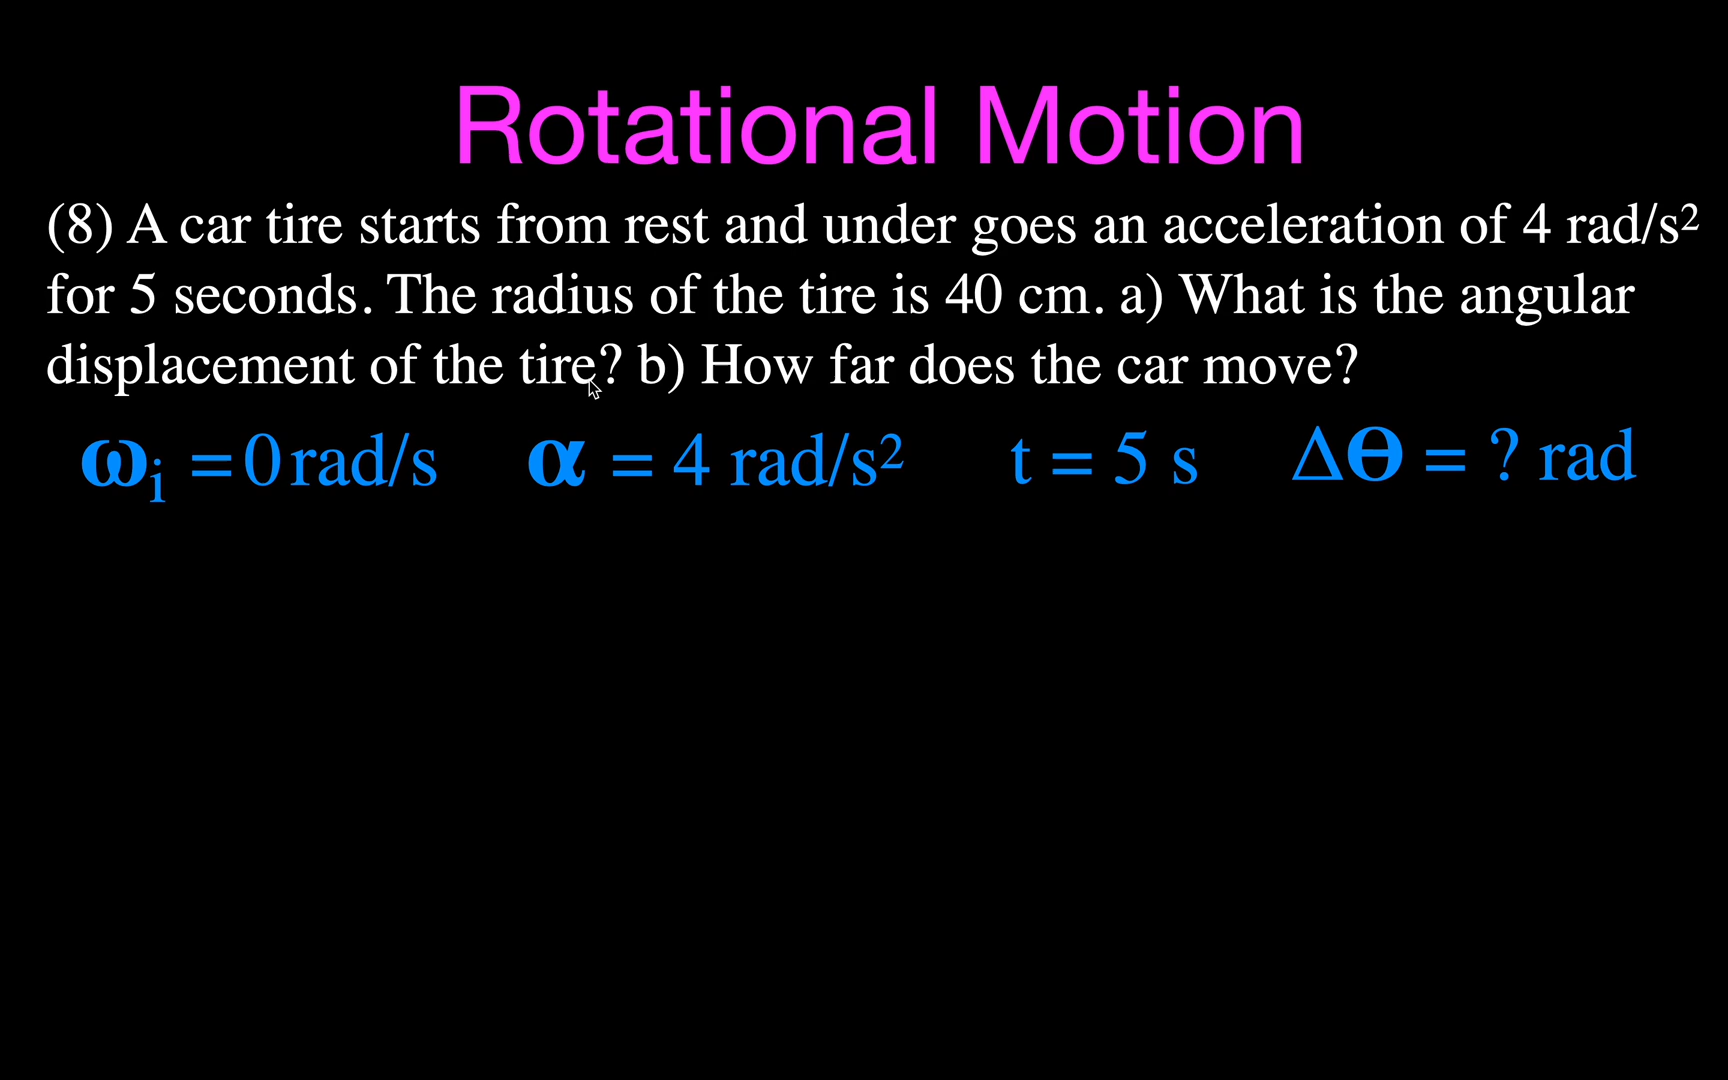 Rotational Motion
(8) A car tire starts from rest and under goes an acceleration of 4 rad/s²
for 5 seconds. The radius of the tire is 40 cm. a) What is the angular
displacement of the tire? b) How far does the car move?
ωᵢ = 0 rad/s α = 4 rad/s² t = 5 s ΔΘ = ? rad